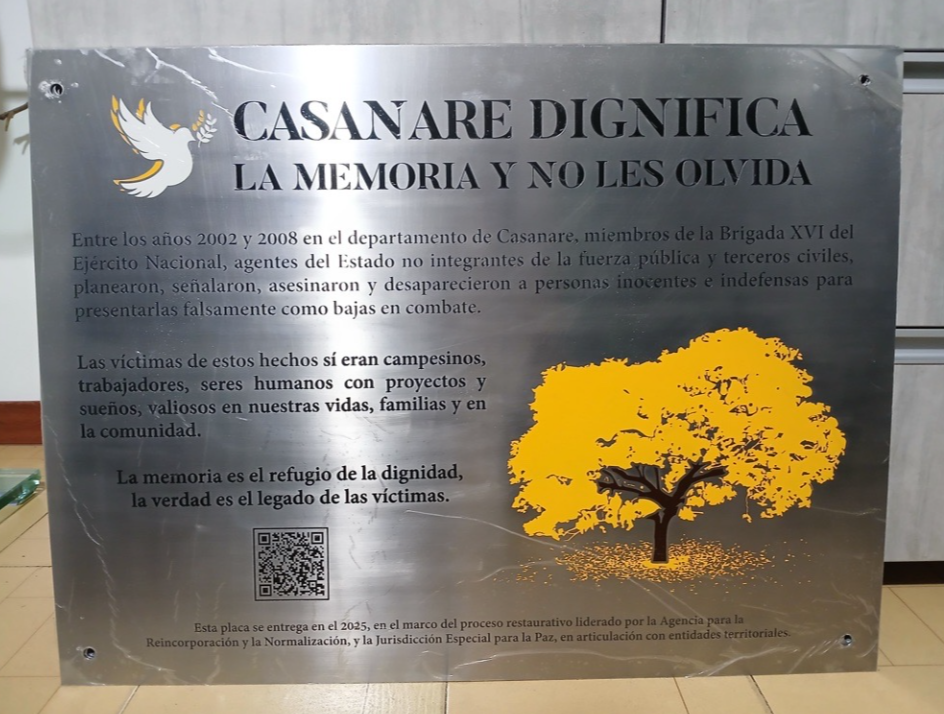 CASANARE DIGNIFICA
LA MEMORIA Y NO LES OLVIDA
Entre los años 2002 y 2008 en el departamento de Casanare, miembros de la Brigada XVI del
Ejército Nacional, agentes del Estado no integrantes de la fuerza pública y terceros civiles,
planearon, señalaron, asesinaron y desaparecieron a personas inocentes e indefensas para
presentarlas falsamente como bajas en combate.
Las víctimas de estos hechos sí eran campesinos,
trabajadores, seres humanos con proyectos y
sueños, valiosos en nuestras vidas, familias y en
la comunidad.
La memoria es el refugio de la dignidad,
la verdad es el legado de las víctimas.
Esta placa se entrega en el 2025, en el marco del proceso restaurativo liderado por la Agencia para la
Reincorporación y la Normalización, y la Jurisdicción Especial para la Paz, en articulación con entidades territoriales.